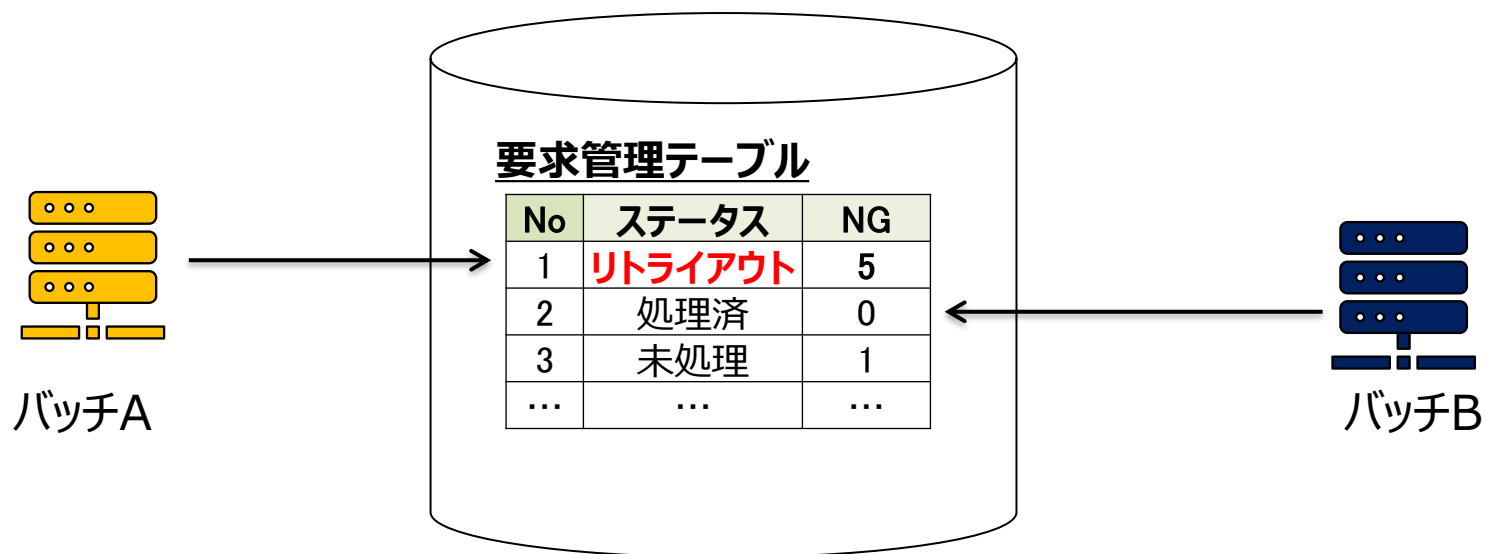 要求管理テーブル
No ステータス NG
1 リトライアウト 5
2 処理済 0
3 未処理 1
… … …
バッチA
バッチB